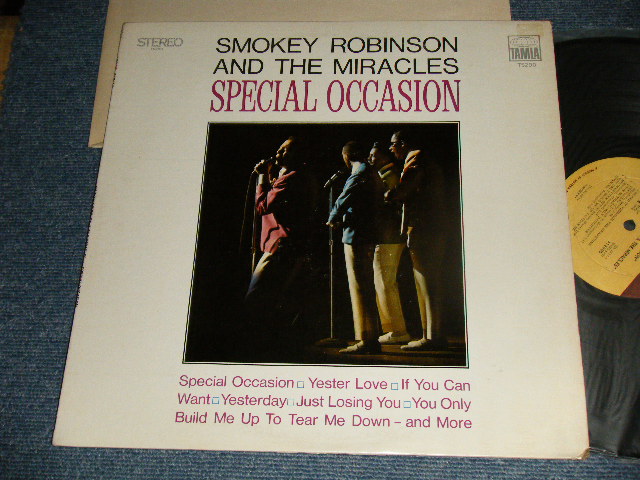 STEREO
TAMLA
TS290
SMOKEY ROBINSON
AND THE MIRACLES
SPECIAL OCCASION
Special Occasion □ Yester Love □ If You Can
Want □ Yesterday □ Just Losing You □ You Only
Build Me Up To Tear Me Down – and More